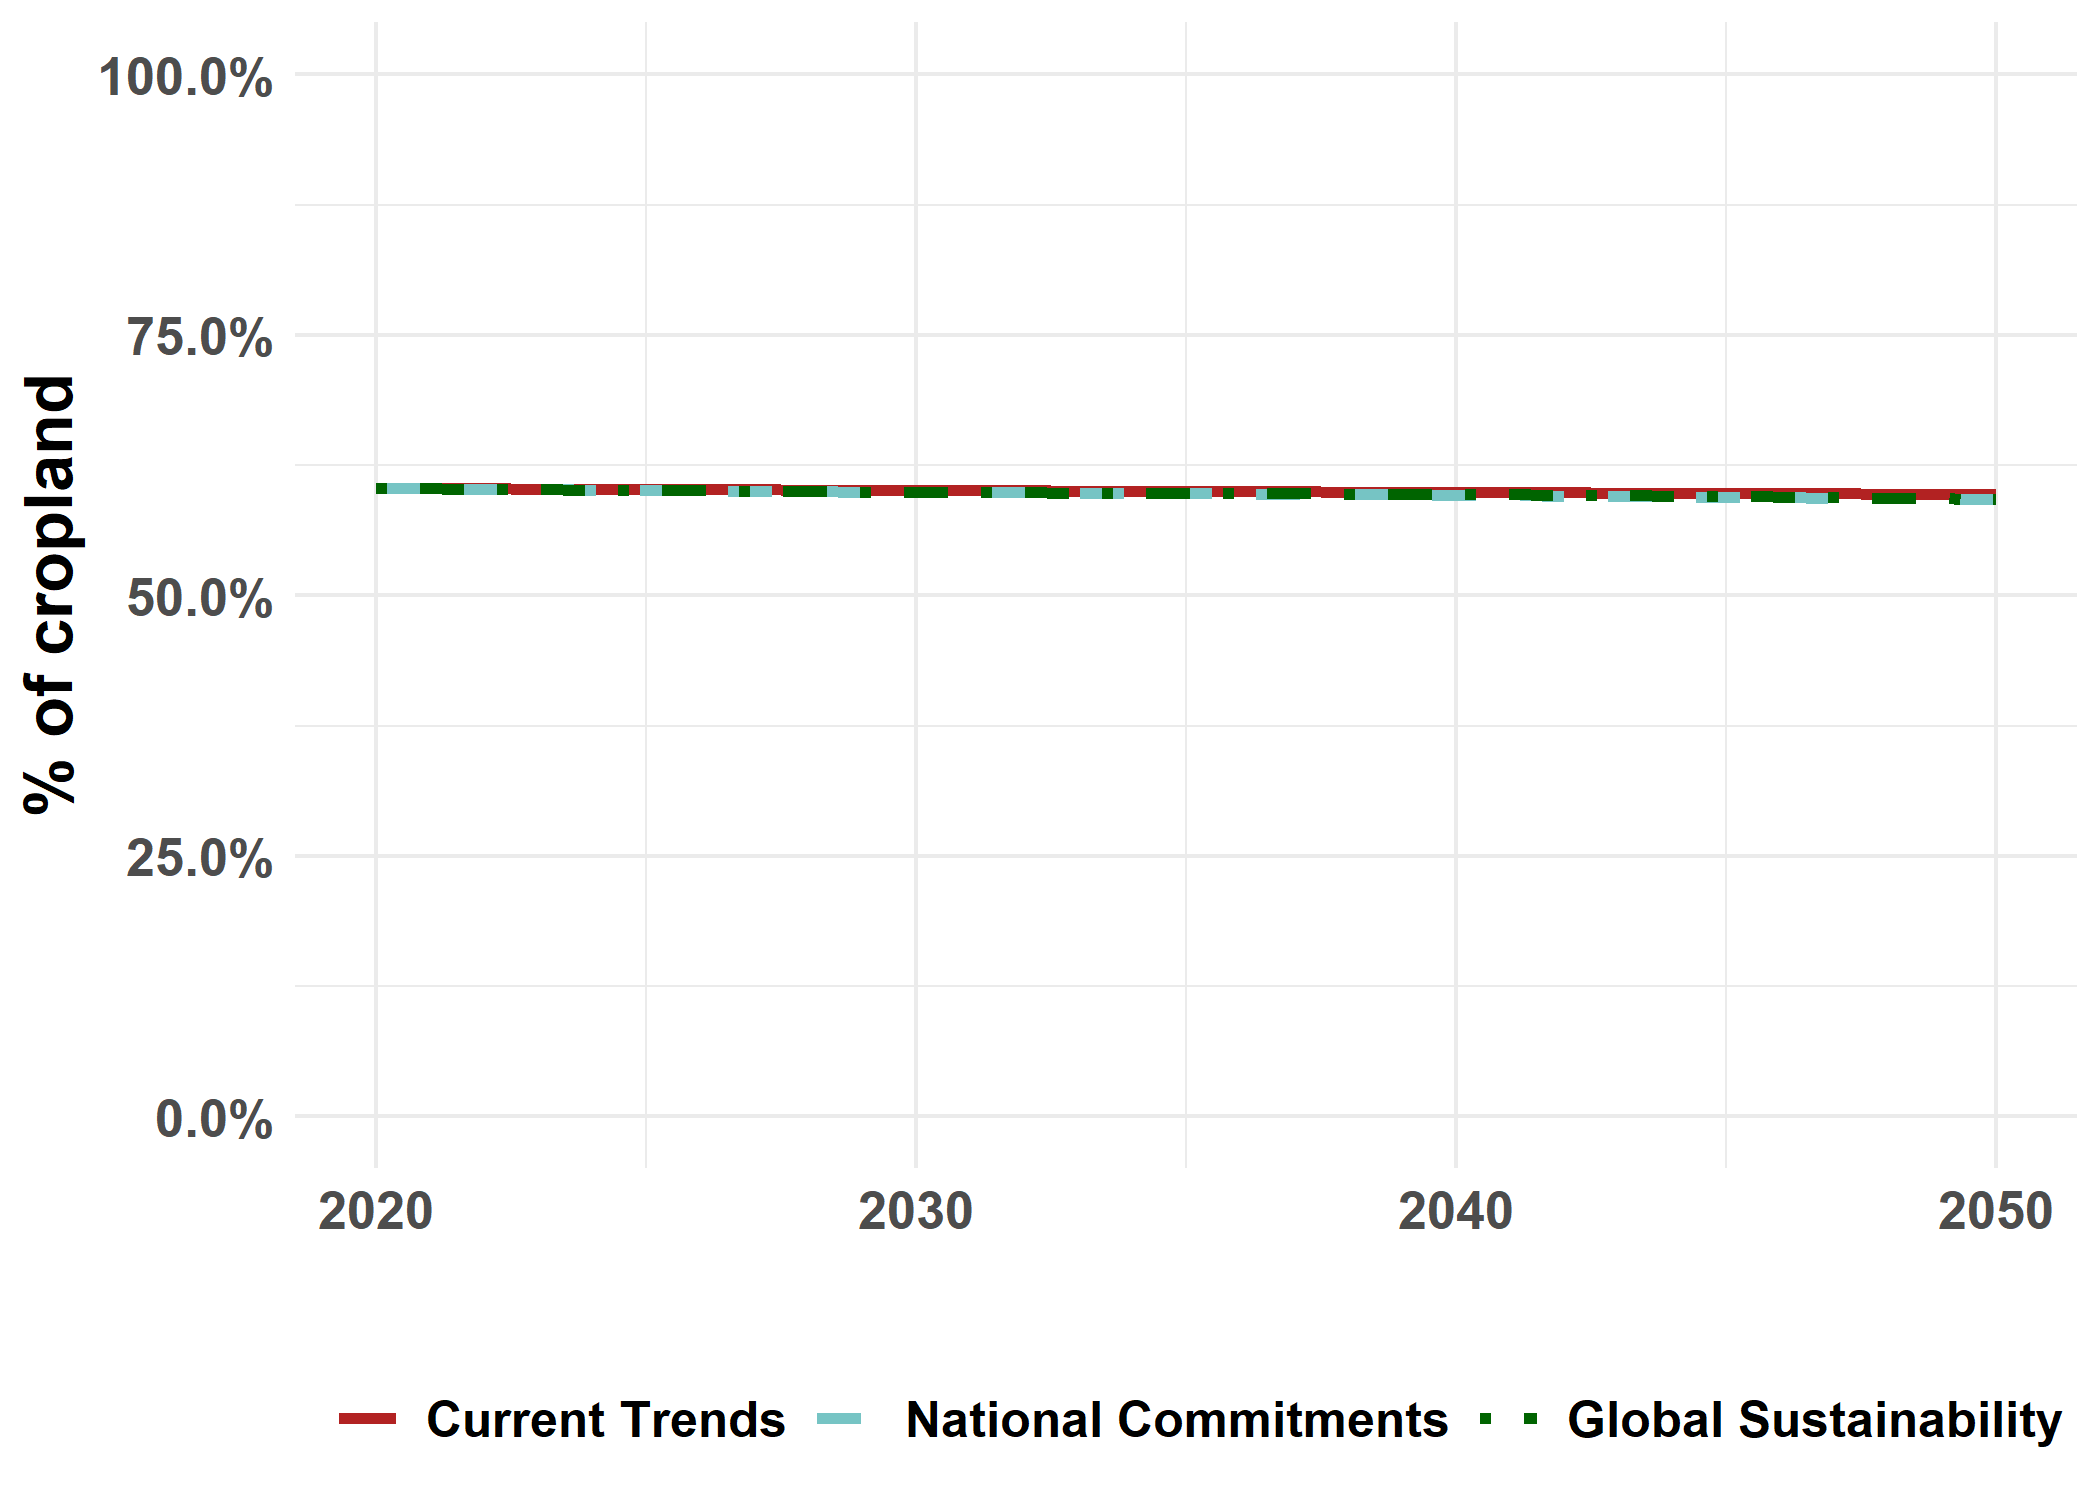 % of cropland
100.0%
75.0%
50.0%
25.0%
0.0%
2020 2030 2040 2050
Current Trends National Commitments Global Sustainability